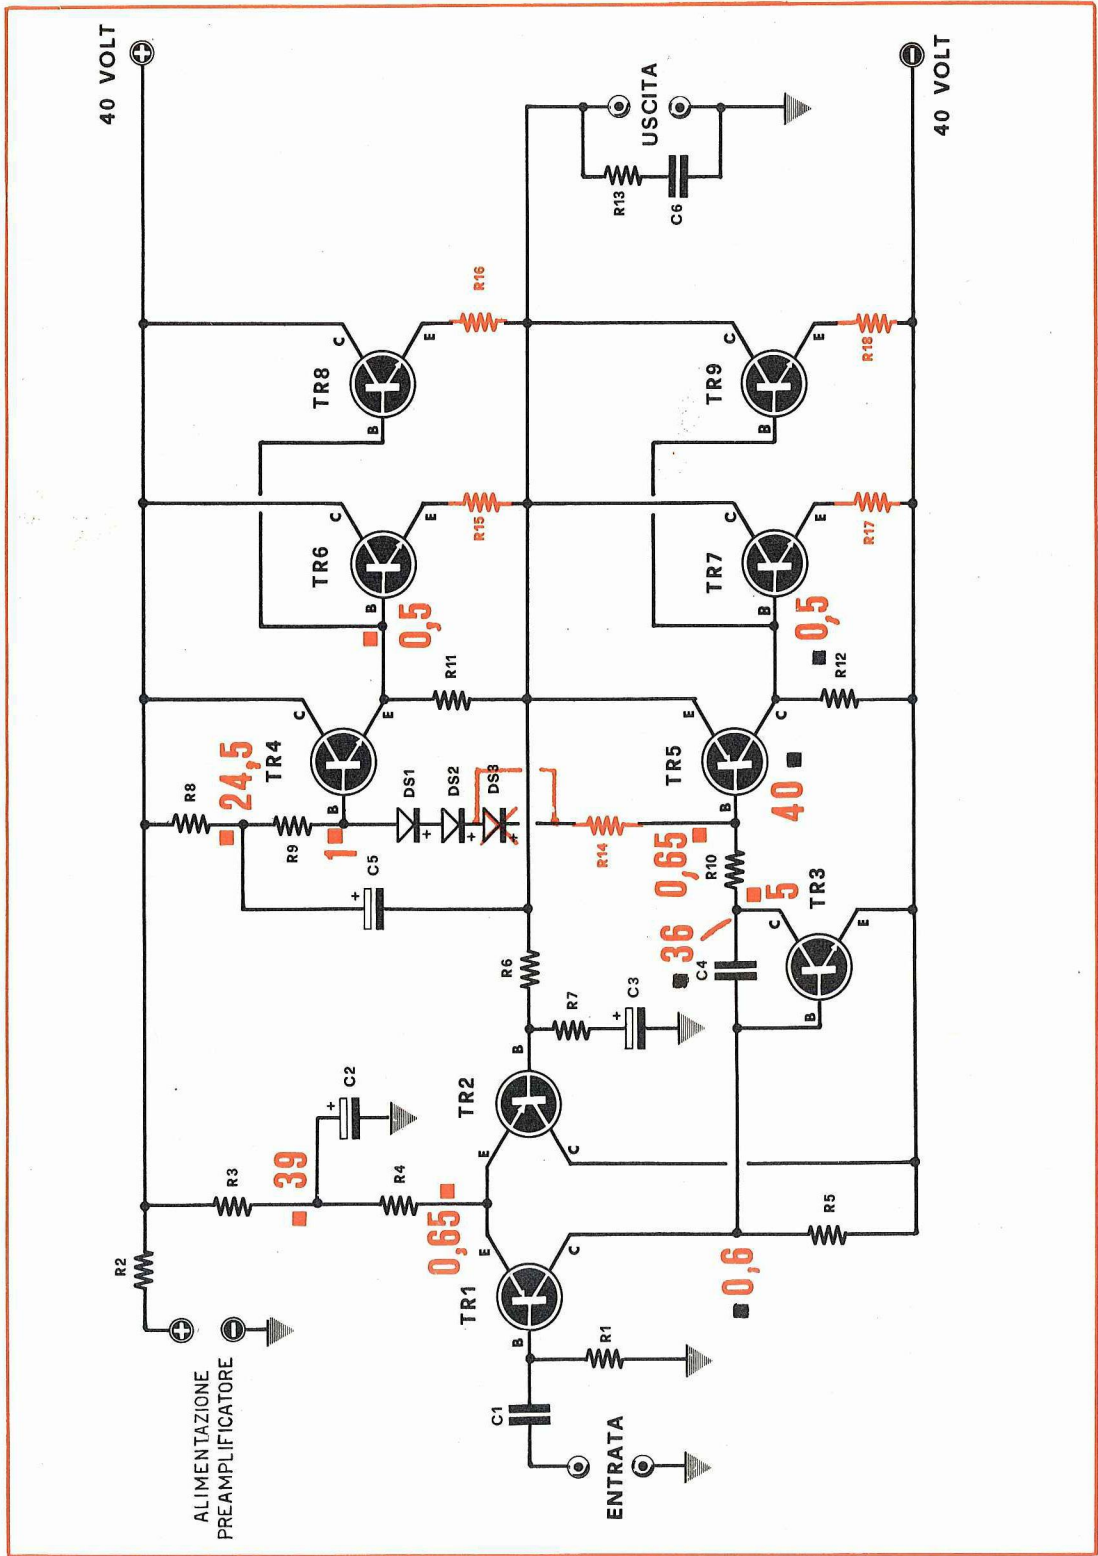 40 VOLT
40 VOLT
USCITA
R13
C6
R16
R18
TR8
C
B
E
TR9
C
B
E
R15
R17
TR6
C
B
E
TR7
C
B
E
0,5
0,5
R11
R12
TR4
C
B
E
TR5
E
B
C
R8
24,5
R9
1
DS1
+
DS2
+
DS3
+
R14
0,65
40
R10
C5
+
5
TR3
C
B
E
36
C4
R6
R7
C3
+
TR2
B
E
C
C2
+
R3
39
R4
0,65
R5
0,6
TR1
E
B
C
R2
R1
C1
ALIMENTAZIONE
PREAMPLIFICATORE
ENTRATA